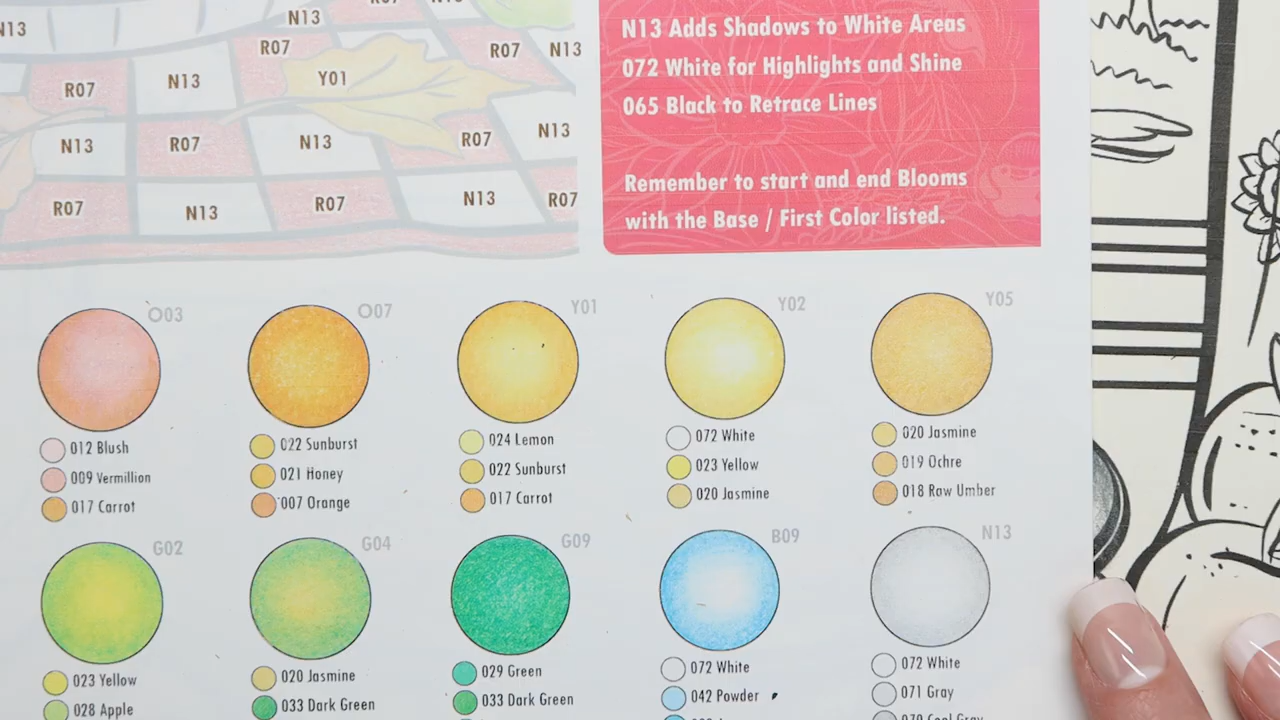 N13
R07
N13
N13 Adds Shadows to White Areas
R07
R07
N13
072 White for Highlights and Shine
R07
N13
Y01
065 Black to Retrace Lines
N13
R07
N13
R07
N13
Remember to start and end Blooms
R07
N13
R07
N13
R07
with the Base / First Color listed.
O03
O07
Y01
Y02
Y05
012 Blush
009 Vermillion
017 Carrot
022 Sunburst
021 Honey
007 Orange
024 Lemon
022 Sunburst
017 Carrot
072 White
023 Yellow
020 Jasmine
020 Jasmine
019 Ochre
018 Raw Umber
G02
G04
G09
B09
N13
023 Yellow
028 Apple
020 Jasmine
033 Dark Green
029 Green
033 Dark Green
072 White
042 Powder
072 White
071 Gray
070 Cool Gray